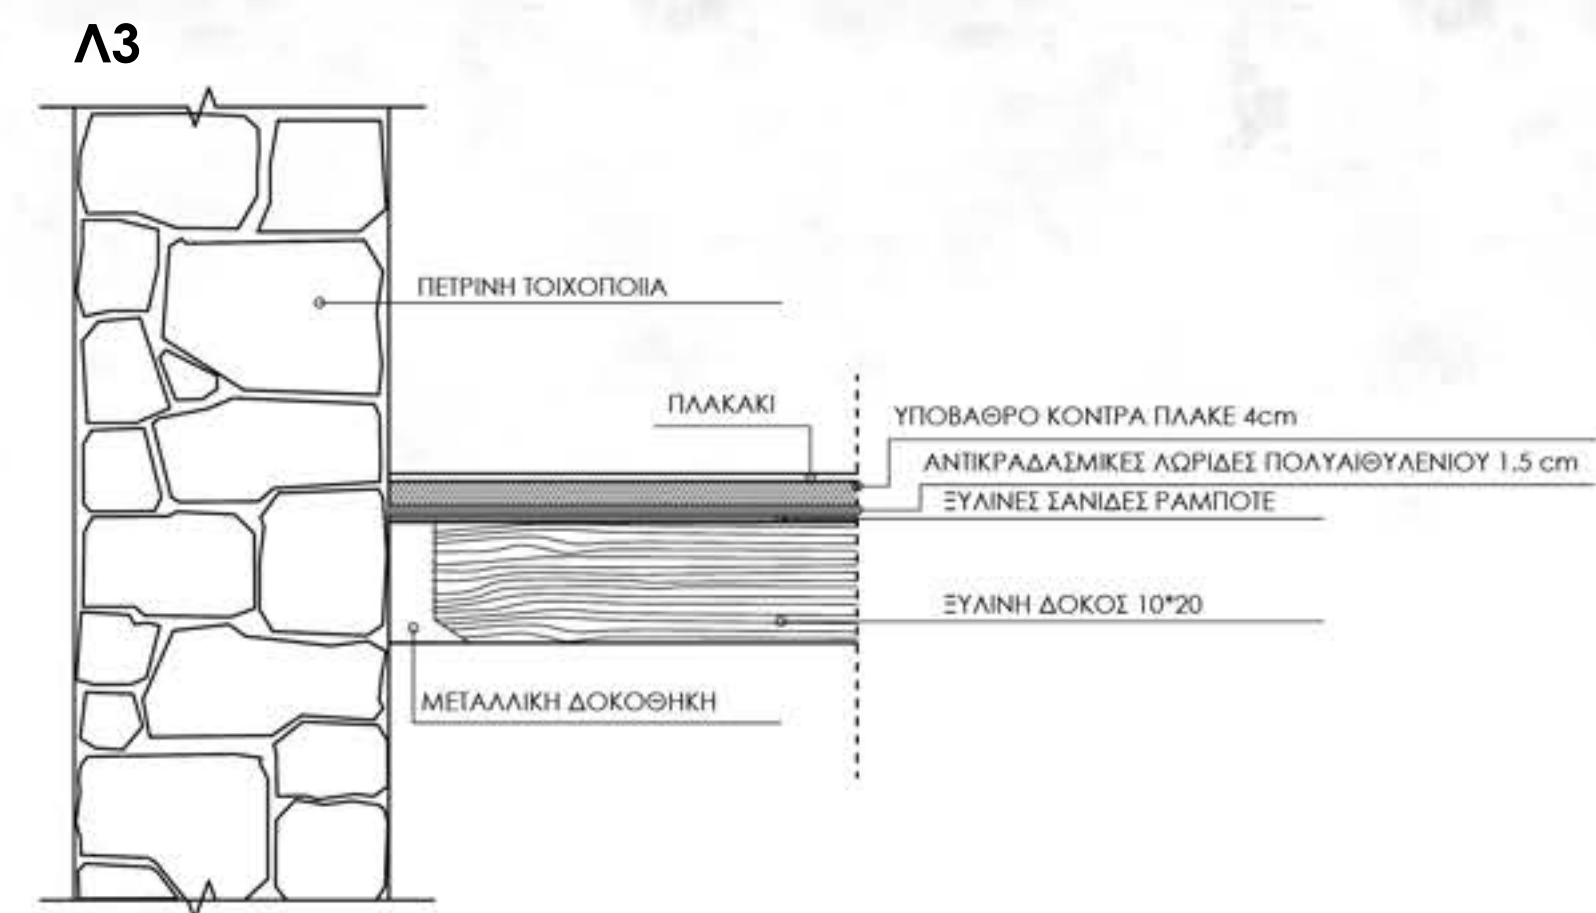 Λ3
ΠΕΤΡΙΝΗ ΤΟΙΧΟΠΟΙΙΑ
ΠΛΑΚΑΚΙ
ΥΠΟΒΑΘΡΟ ΚΟΝΤΡΑ ΠΛΑΚΕ 4cm
ΑΝΤΙΚΡΑΔΑΣΜΙΚΕΣ ΛΩΡΙΔΕΣ ΠΟΛΥΑΙΘΥΛΕΝΙΟΥ 1,5 cm
ΞΥΛΙΝΕΣ ΣΑΝΙΔΕΣ ΡΑΜΠΟΤΕ
ΞΥΛΙΝΗ ΔΟΚΟΣ 10*20
ΜΕΤΑΛΛΙΚΗ ΔΟΚΟΘΗΚΗ